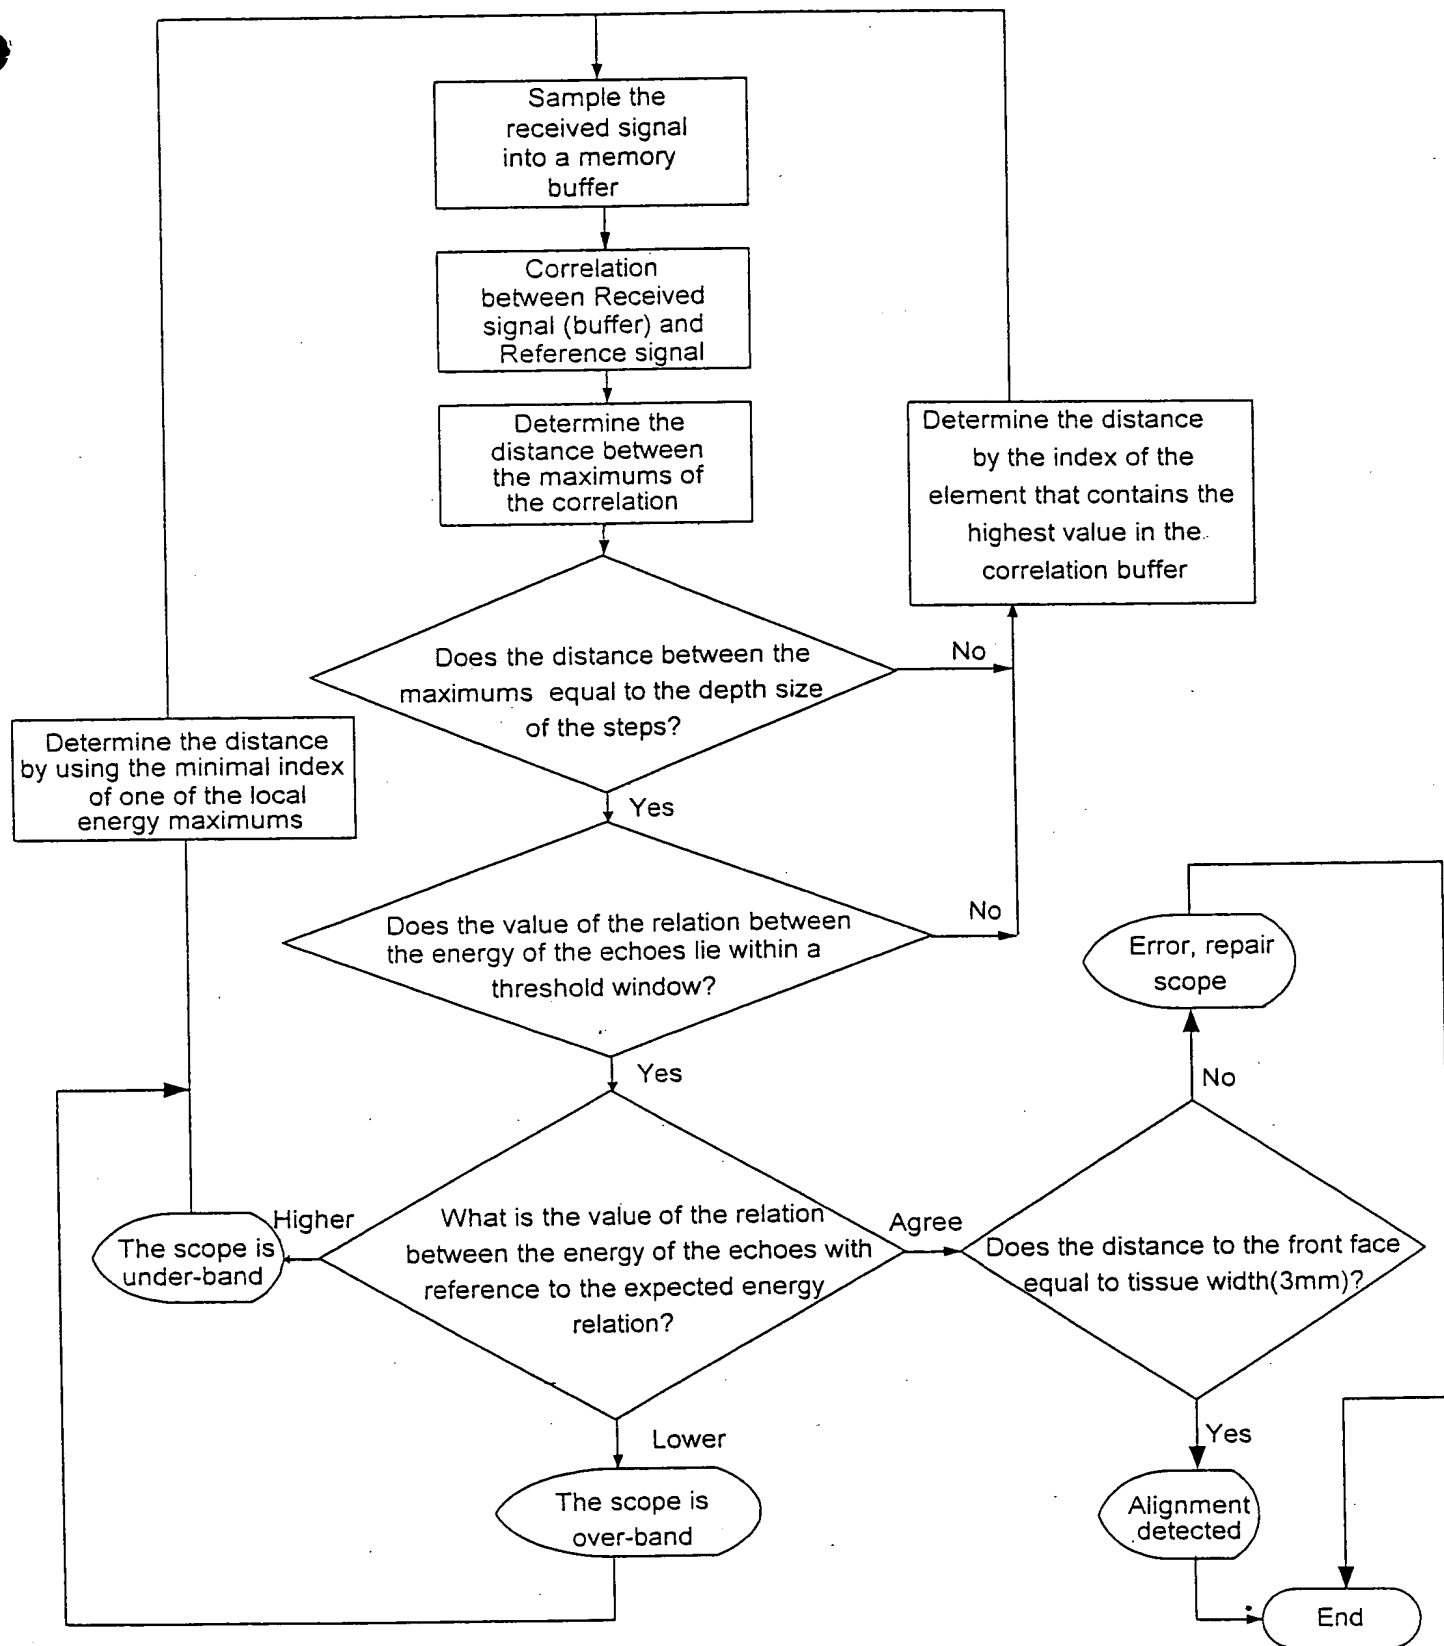 Sample the
received signal
into a memory
buffer
Correlation
between Received
signal (buffer) and
Reference signal
Determine the
distance between
the maximums of
the correlation
Determine the distance
by the index of the
element that contains the
highest value in the
correlation buffer
Does the distance between the
maximums equal to the depth size
of the steps?
No
Yes
Determine the distance
by using the minimal index
of one of the local
energy maximums
Does the value of the relation between
the energy of the echoes lie within a
threshold window?
No
Yes
Error, repair
scope
No
What is the value of the relation
between the energy of the echoes with
reference to the expected energy
relation?
Higher
The scope is
under-band
Agree
Does the distance to the front face
equal to tissue width(3mm)?
Lower
The scope is
over-band
Yes
Alignment
detected
End